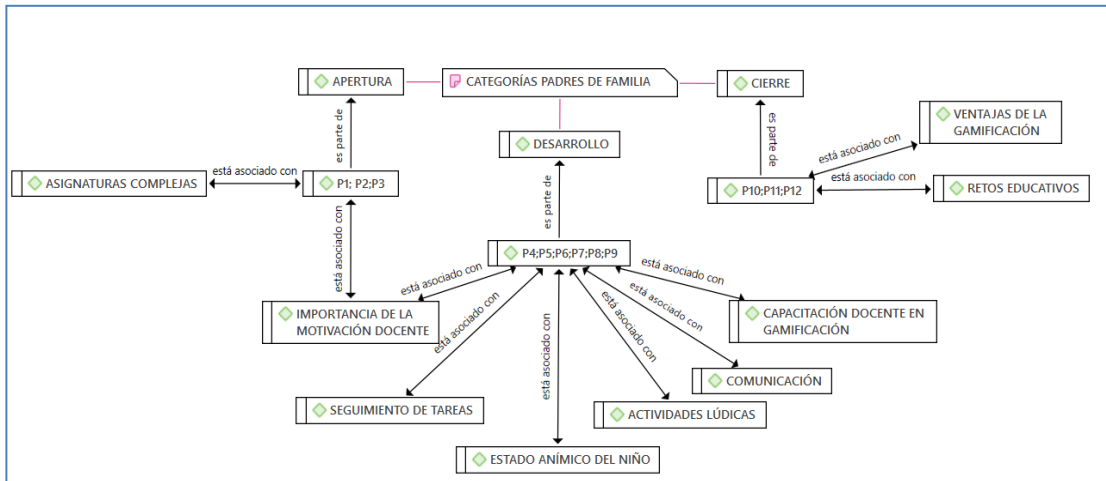 CATEGORÍAS PADRES DE FAMILIA
APERTURA
CIERRE
DESARROLLO
es parte de
es parte de
es parte de
VENTAJAS DE LA
GAMIFICACIÓN
está asociado con
está asociado con
está asociado con
ASIGNATURAS COMPLEJAS
P1; P2;P3
P10;P11;P12
RETOS EDUCATIVOS
está asociado con
P4;P5;P6;P7;P8;P9
está asociado con
está asociado con
está asociado con
está asociado con
está asociado con
está asociado con
IMPORTANCIA DE LA
MOTIVACIÓN DOCENTE
CAPACITACIÓN DOCENTE EN
GAMIFICACIÓN
COMUNICACIÓN
SEGUIMIENTO DE TAREAS
ACTIVIDADES LÚDICAS
ESTADO ANÍMICO DEL NIÑO